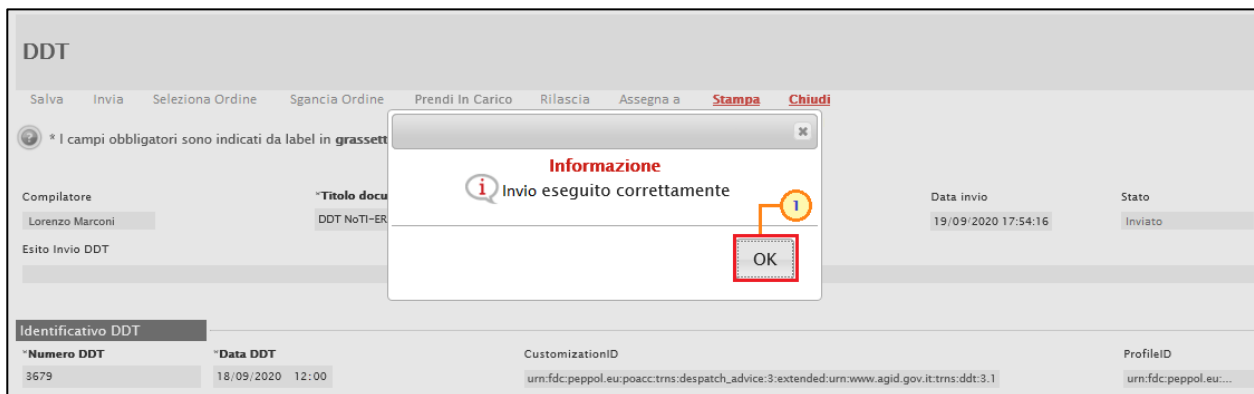 DDT
Salva Invia Seleziona Ordine Sgancia Ordine Prendi In Carico Rilascia Assegna a Stampa Chiudi
* I campi obbligatori sono indicati da label in grassett
Informazione
Invio eseguito correttamente
1
OK
Compilatore *Titolo docu Data invio Stato
Lorenzo Marconi DDT NoTI-ER 19/09/2020 17:54:16 Inviato
Esito Invio DDT
Identificativo DDT
*Numero DDT *Data DDT CustomizationID ProfileID
3679 18/09/2020 12:00 urn:fdc:peppol.eu:poacc:trns:despatch_advice:3:extended:urn:www.agid.gov.it:trns:ddt:3.1 urn:fdc:peppol.eu:...